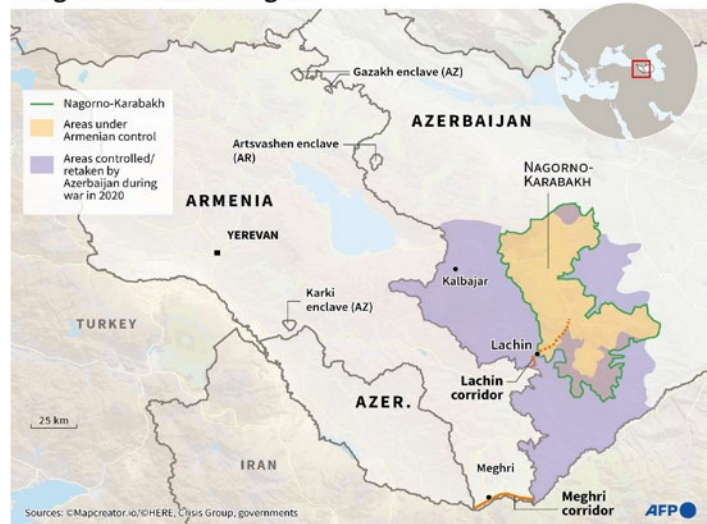 Gazakh enclave (AZ)
Nagorno-Karabakh
Areas under
Armenian control
Areas controlled/
retaken by
Azerbaijan during
war in 2020
AZERBAIJAN
Artsvashen enclave
(AR)
NAGORNO-
KARABAKH
ARMENIA
YEREVAN
Kalbajar
Karki
enclave (AZ)
TURKEY
Lachin
Lachin
corridor
AZER.
25 km
IRAN
Meghri
Meghri
corridor
Sources: ©Mapcreator.io/©HERE, Crisis Group, governments
AFP